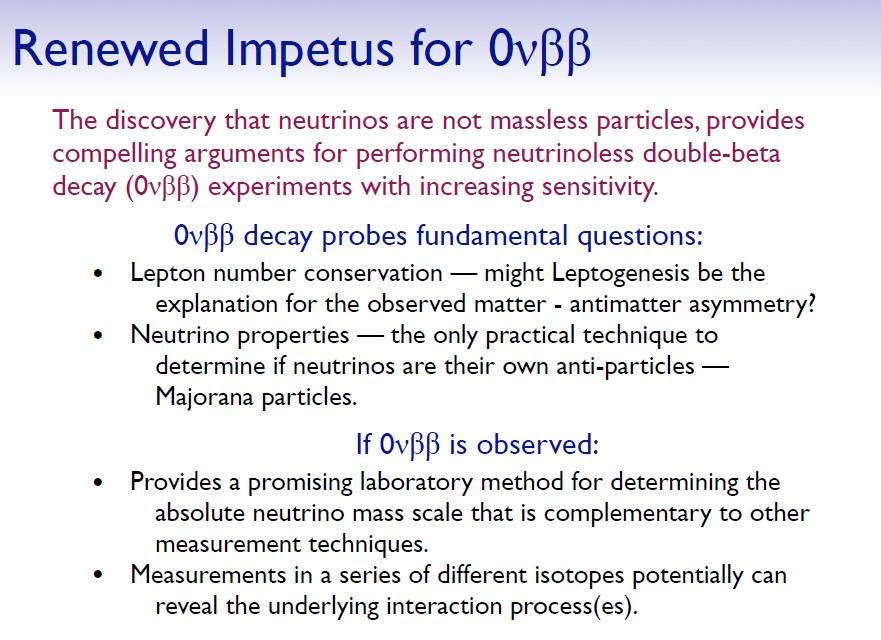 Renewed Impetus for 0νββ
The discovery that neutrinos are not massless particles, provides
compelling arguments for performing neutrinoless double-beta
decay (0νββ) experiments with increasing sensitivity.
0νββ decay probes fundamental questions:
• Lepton number conservation — might Leptogenesis be the
explanation for the observed matter - antimatter asymmetry?
• Neutrino properties — the only practical technique to
determine if neutrinos are their own anti-particles —
Majorana particles.
If 0νββ is observed:
• Provides a promising laboratory method for determining the
absolute neutrino mass scale that is complementary to other
measurement techniques.
• Measurements in a series of different isotopes potentially can
reveal the underlying interaction process(es).